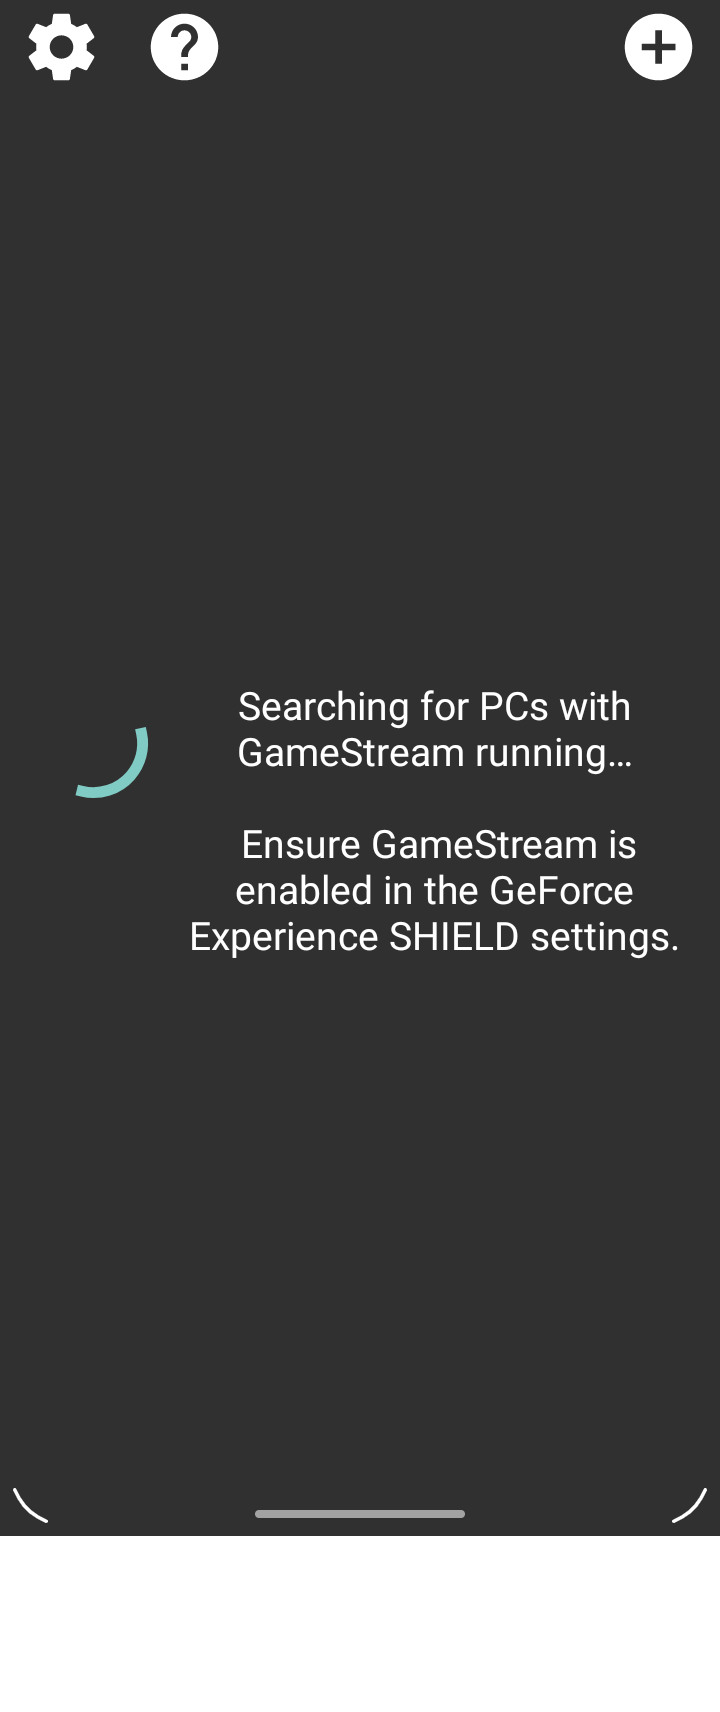 Searching for PCs with
GameStream running…
Ensure GameStream is
enabled in the GeForce
Experience SHIELD settings.